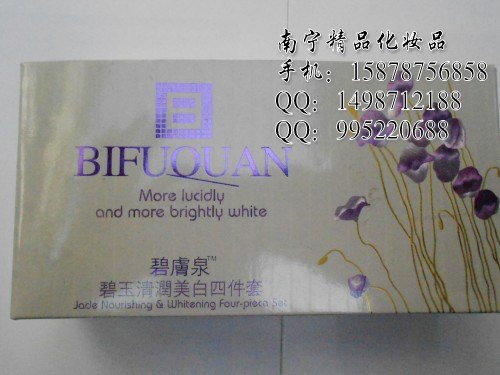 南宁精品化妆品
手机：15878756858
QQ：1498712188
QQ：995220688
BIFUQUAN
More lucidly
and more brightly white
碧膚泉™
碧玉清潤美白四件套
Jade Nourishing & Whitening Four-piece Set